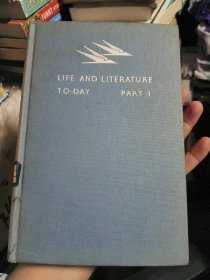 LIFE AND LITERATURE
TO-DAY PART I